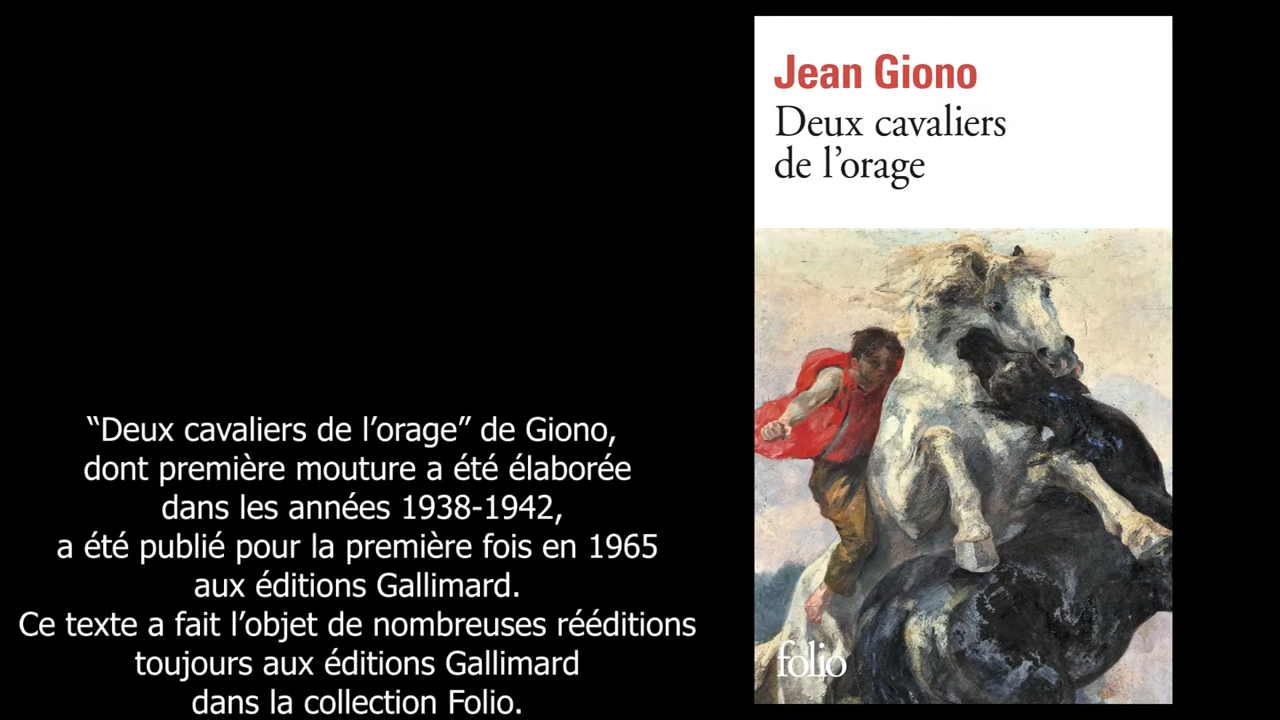 Jean Giono
Deux cavaliers
de l’orage
“Deux cavaliers de l’orage” de Giono,
dont première mouture a été élaborée
dans les années 1938-1942,
a été publié pour la première fois en 1965
aux éditions Gallimard.
Ce texte a fait l’objet de nombreuses rééditions
toujours aux éditions Gallimard
dans la collection Folio.
folio